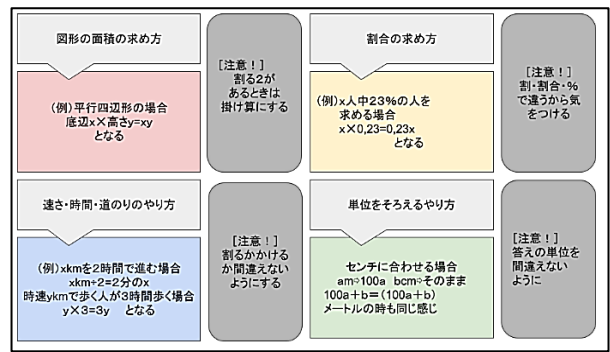 図形の面積の求め方
(例)平行四辺形の場合
底辺x×高さy=xy
となる
[注意!]
割る2が
あるときは
掛け算にする
割合の求め方
(例)x人中23%の人を
求める場合
x×0,23=0,23x
となる
[注意!]
割・割合・%
で違うから気
をつける
速さ・時間・道のりのやり方
(例)xkmを2時間で進む場合
xkm÷2=2分のx
時速ykmで歩く人が3時間歩く場合
y×3=3y となる
[注意!]
割るかかける
か間違えない
ようにする
単位をそろえるやり方
センチに合わせる場合
am⇨100a bcm⇨そのまま
100a+b=(100a+b)
メートルの時も同じ感じ
[注意!]
答えの単位を
間違えない
ように